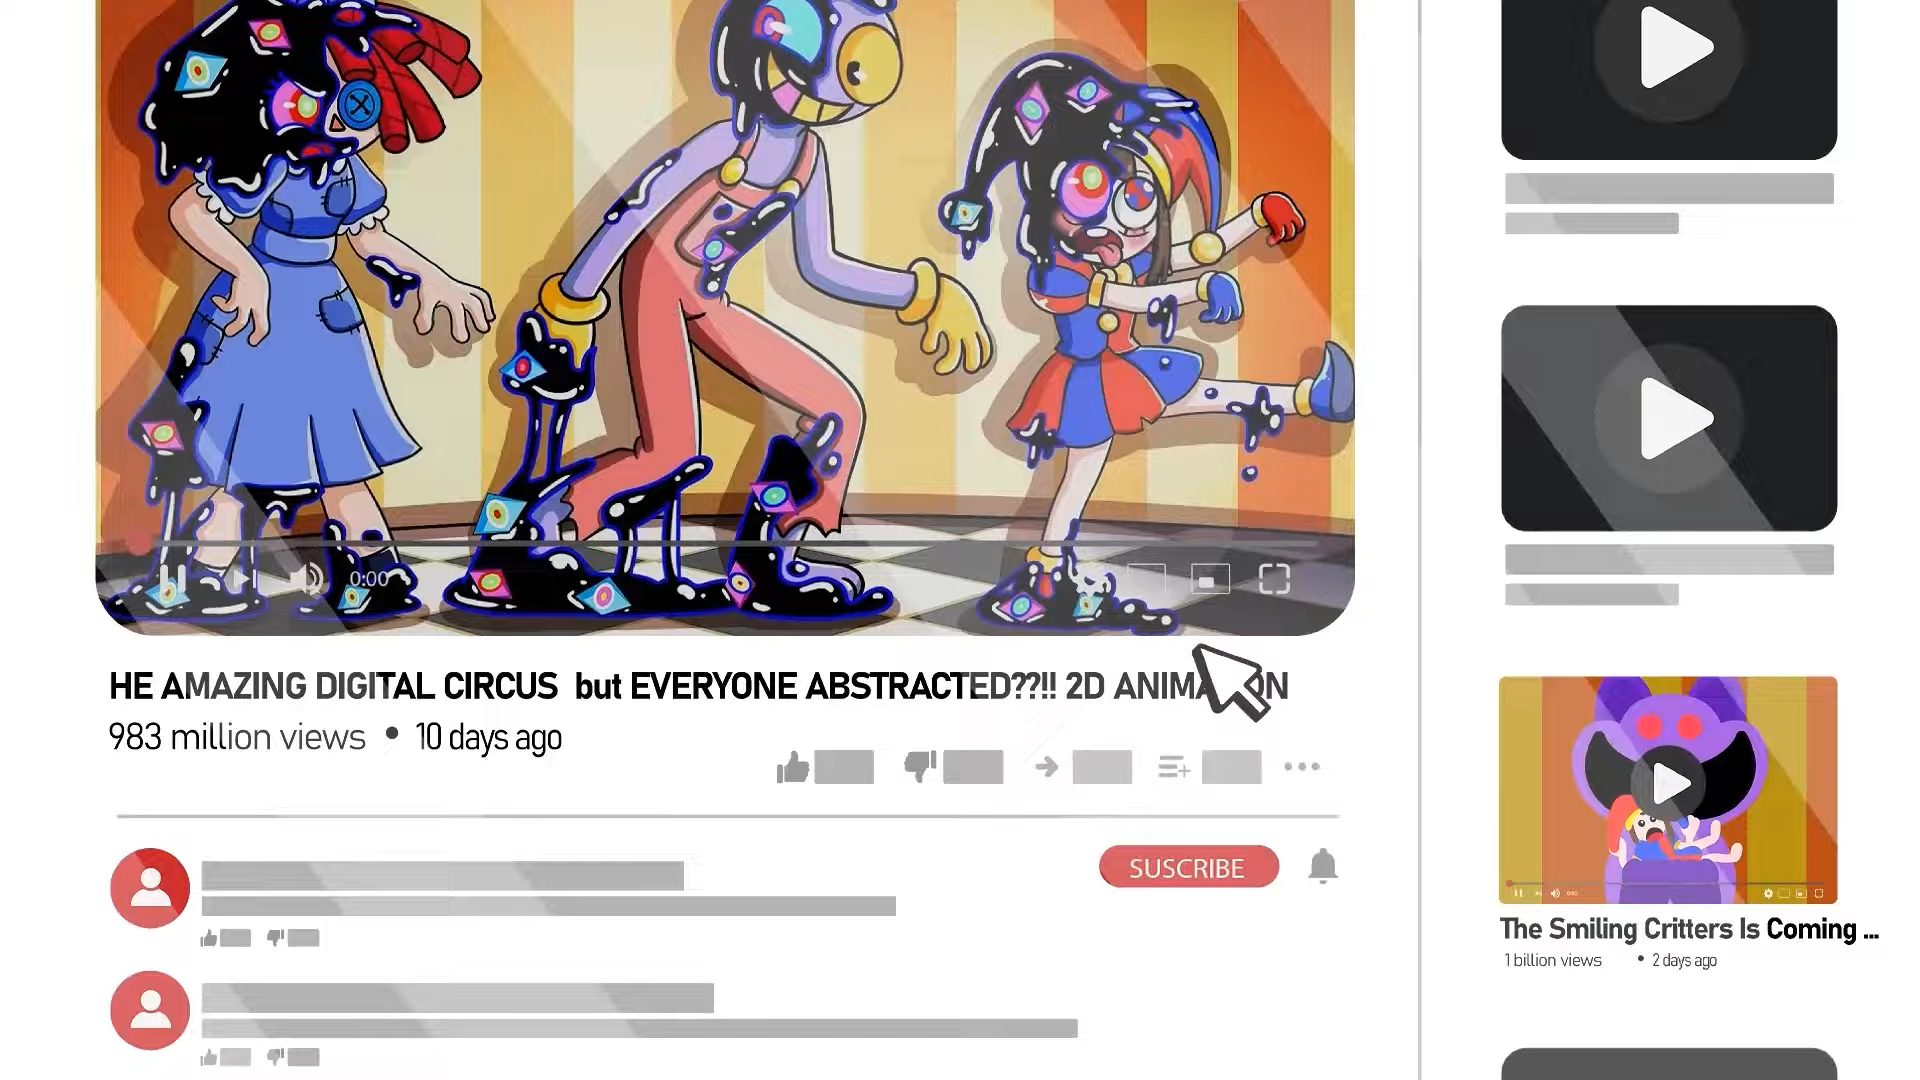 0:00
HE AMAZING DIGITAL CIRCUS but EVERYONE ABSTRACTED??!! 2D ANIMA ON
983 million views • 10 days ago
SUSCRIBE
The Smiling Critters Is Coming ...
1 billion views • 2 days ago